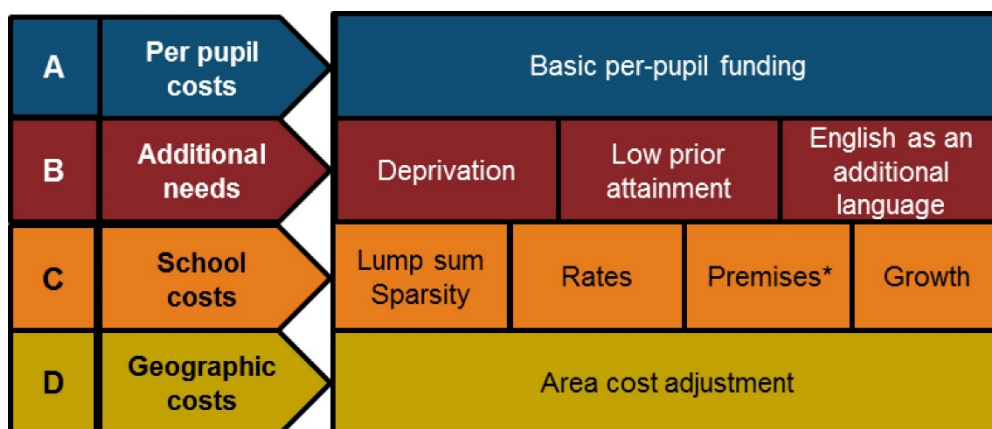 A
Per pupil
costs
Basic per-pupil funding
B
Additional
needs
Deprivation
Low prior
attainment
English as an
additional
language
C
School
costs
Lump sum
Sparsity
Rates
Premises*
Growth
D
Geographic
costs
Area cost adjustment